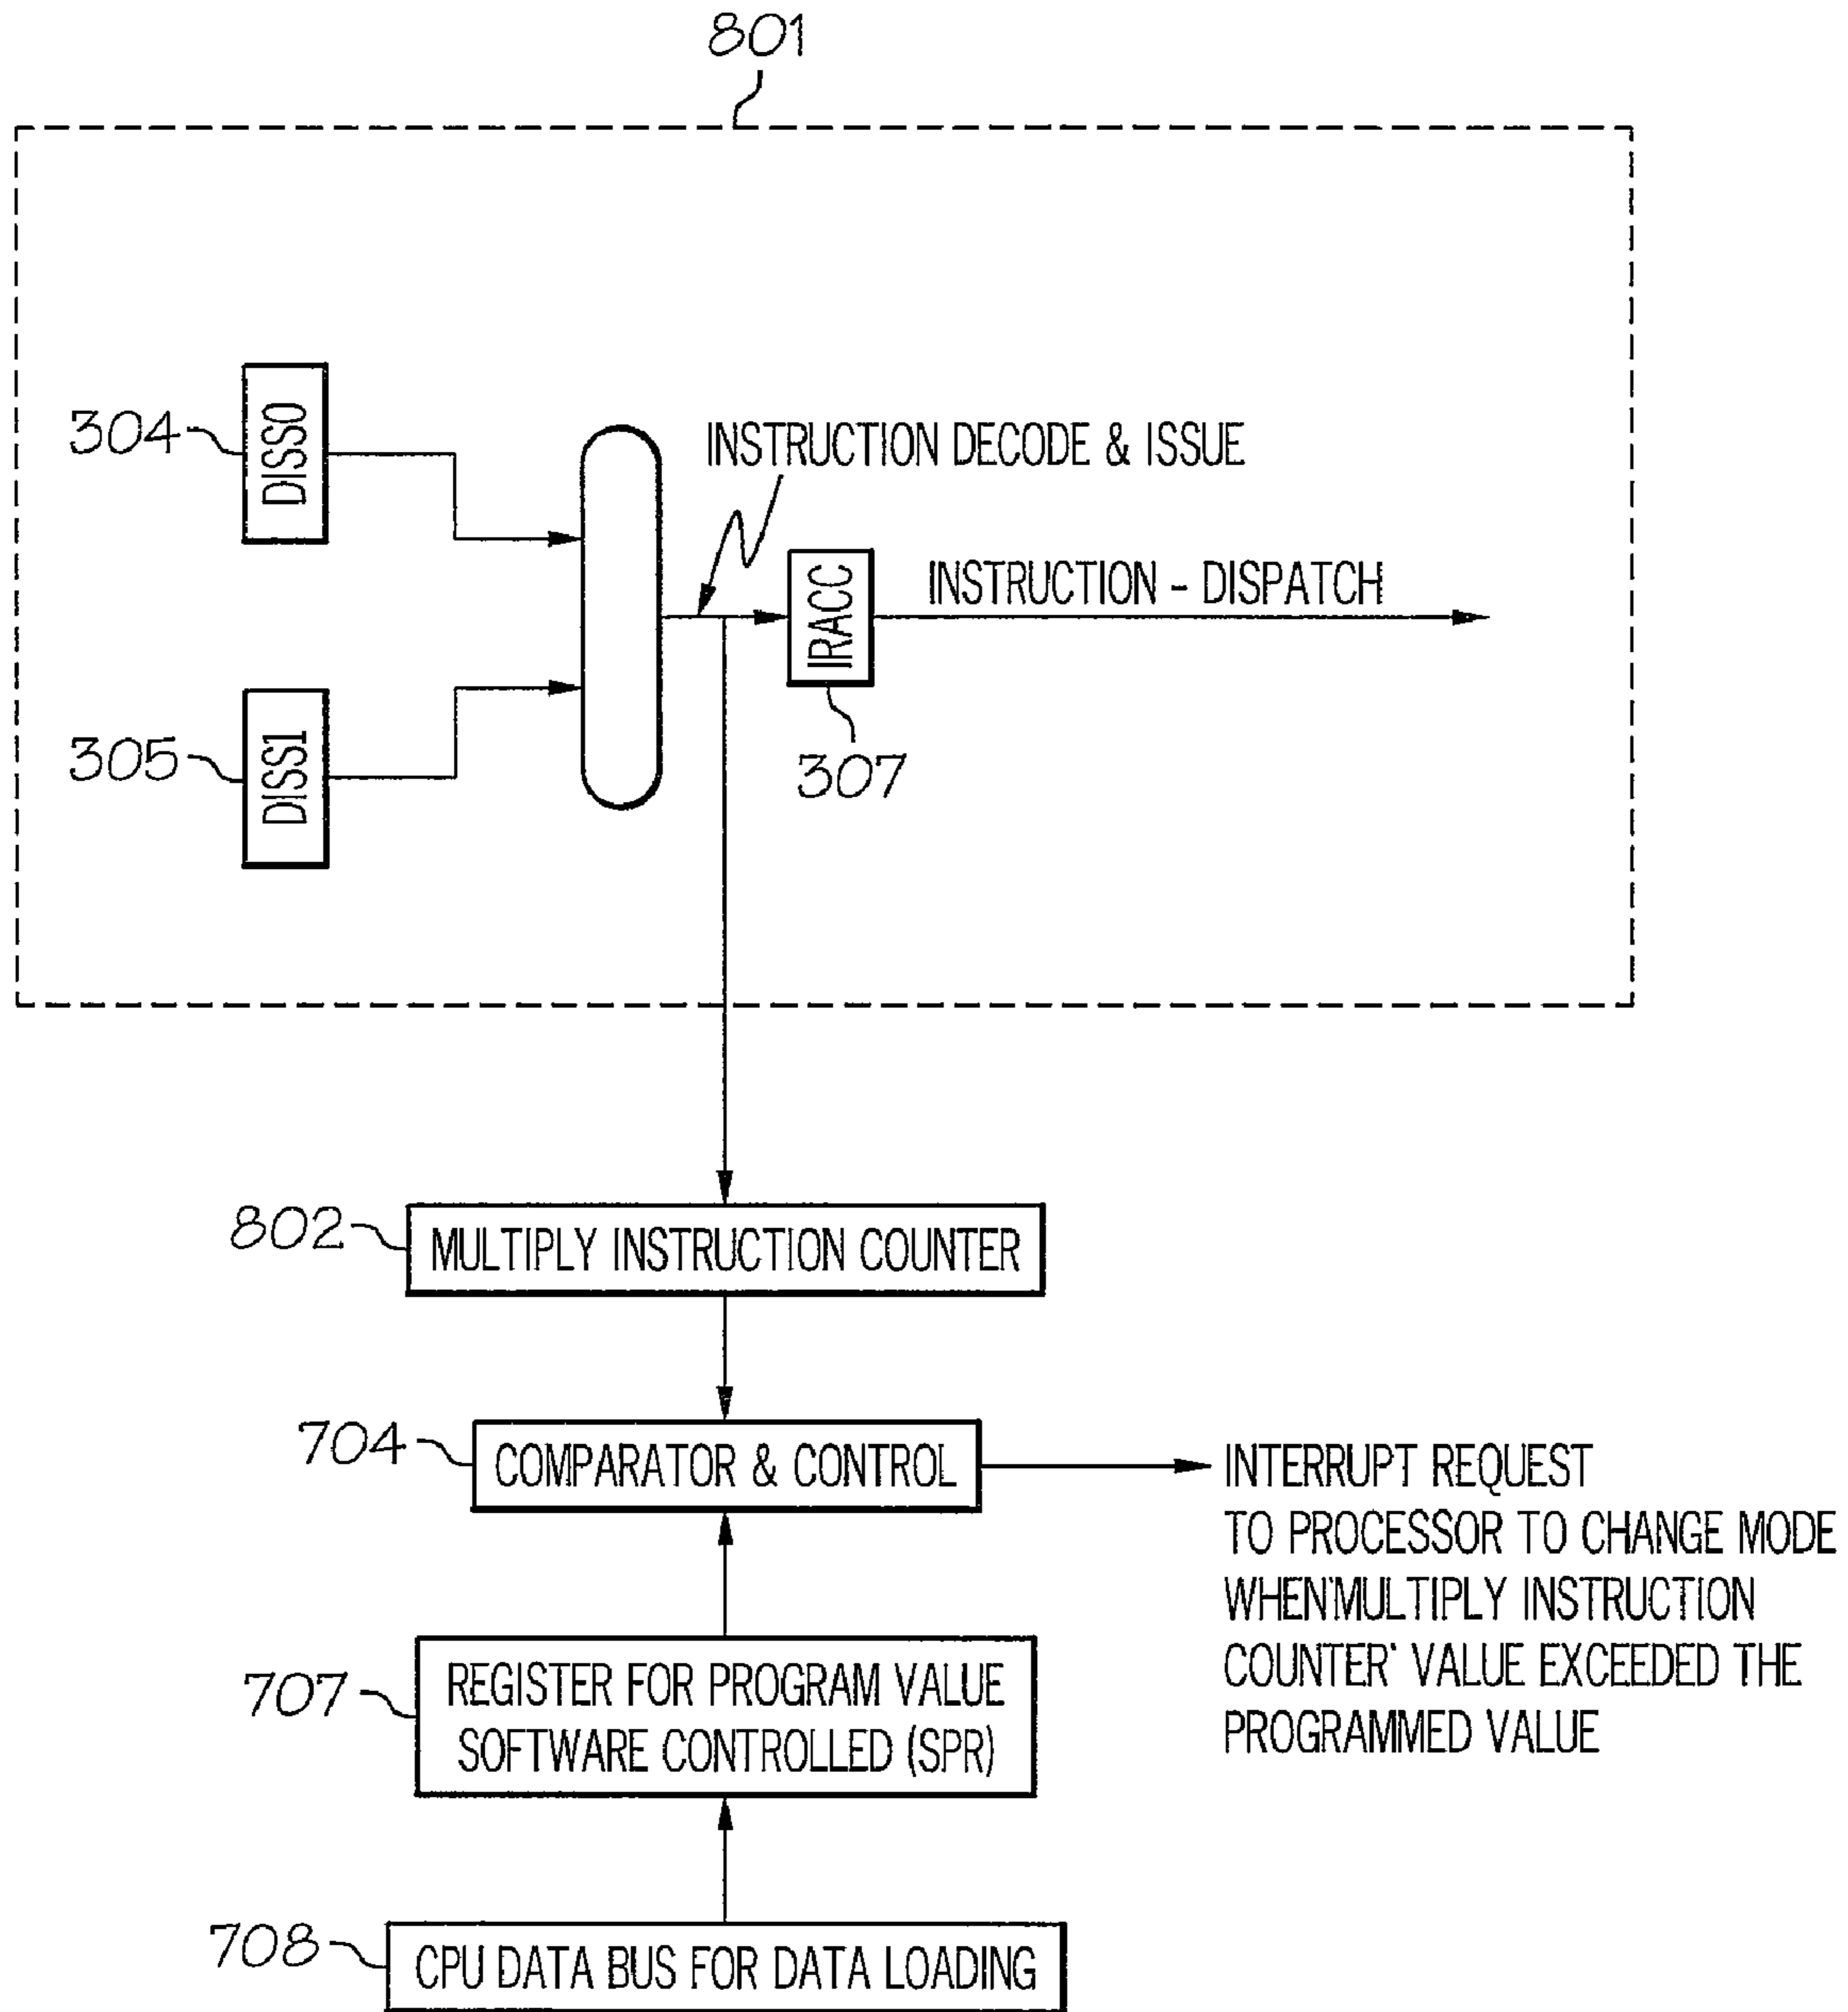 801
304
DISS0
INSTRUCTION DECODE & ISSUE
IRACC
INSTRUCTION - DISPATCH
305
DISS1
307
802
MULTIPLY INSTRUCTION COUNTER
704
COMPARATOR & CONTROL
INTERRUPT REQUEST
TO PROCESSOR TO CHANGE MODE
WHEN'MULTIPLY INSTRUCTION
COUNTER' VALUE EXCEEDED THE
PROGRAMMED VALUE
707
REGISTER FOR PROGRAM VALUE
SOFTWARE CONTROLLED (SPR)
708
CPU DATA BUS FOR DATA LOADING